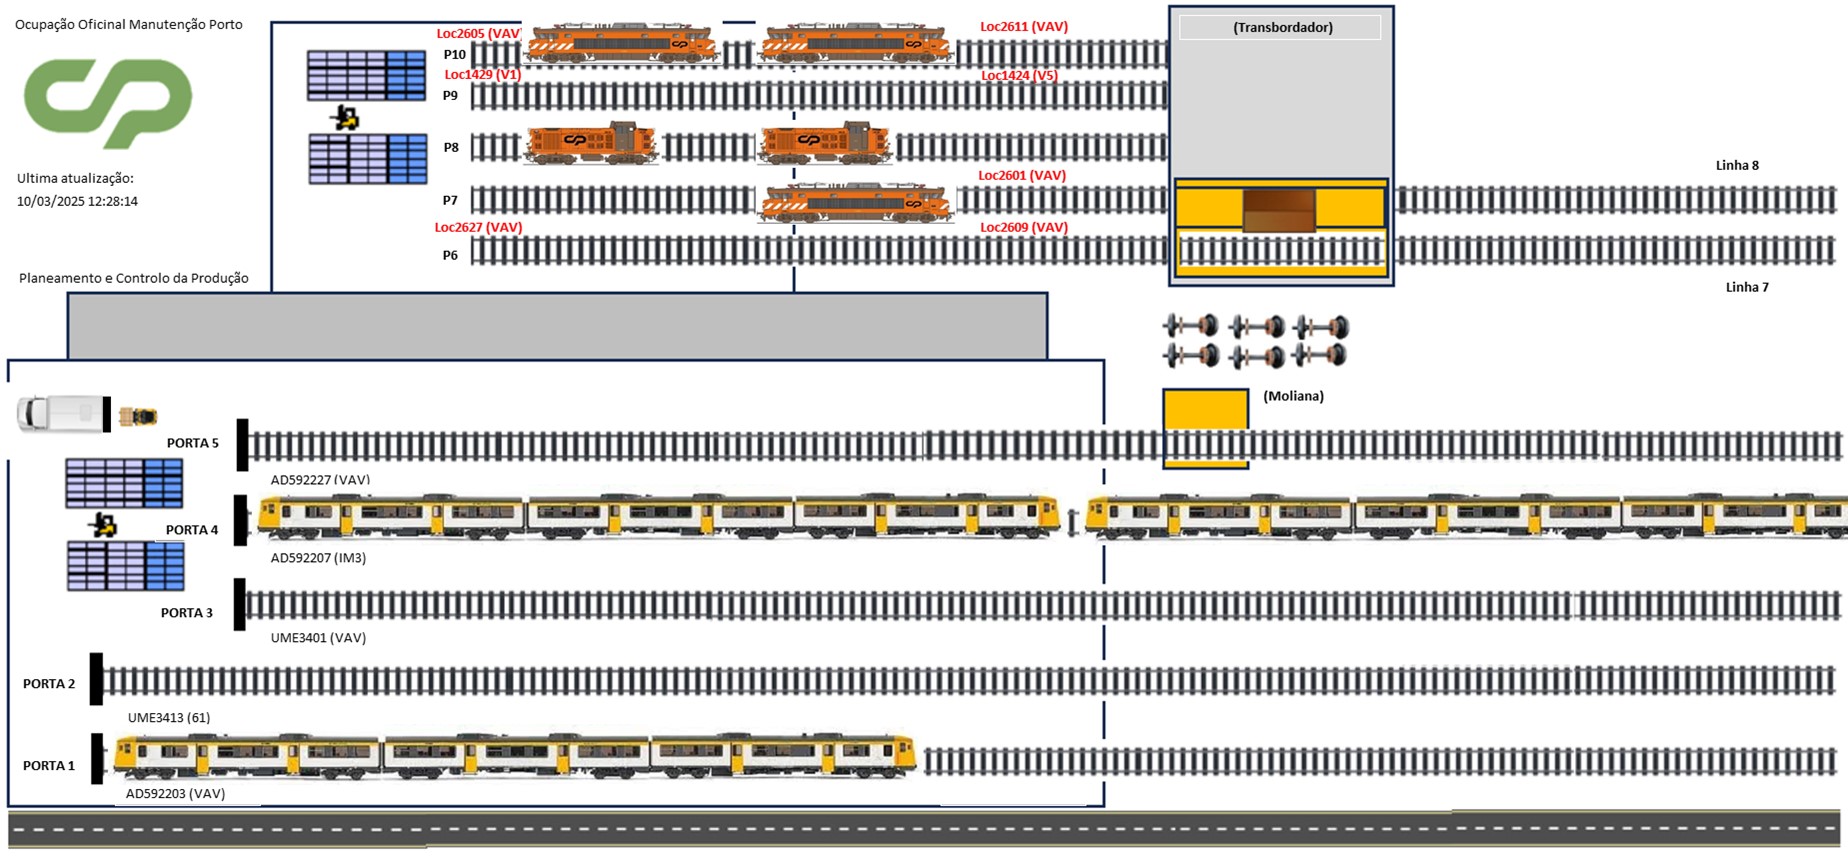 Ocupação Oficinal Manutenção Porto
Loc2605 (VAV)
Loc2611 (VAV)
(Transbordador)
P10
Loc1429 (V1)
Loc1424 (V5)
P9
P8
Linha 8
Ultima atualização:
10/03/2025 12:28:14
Loc2601 (VAV)
P7
Loc2627 (VAV)
Loc2609 (VAV)
P6
Planeamento e Controlo da Produção
Linha 7
(Moliana)
PORTA 5
AD592227 (VAV)
PORTA 4
AD592207 (IM3)
PORTA 3
UME3401 (VAV)
PORTA 2
UME3413 (61)
PORTA 1
AD592203 (VAV)